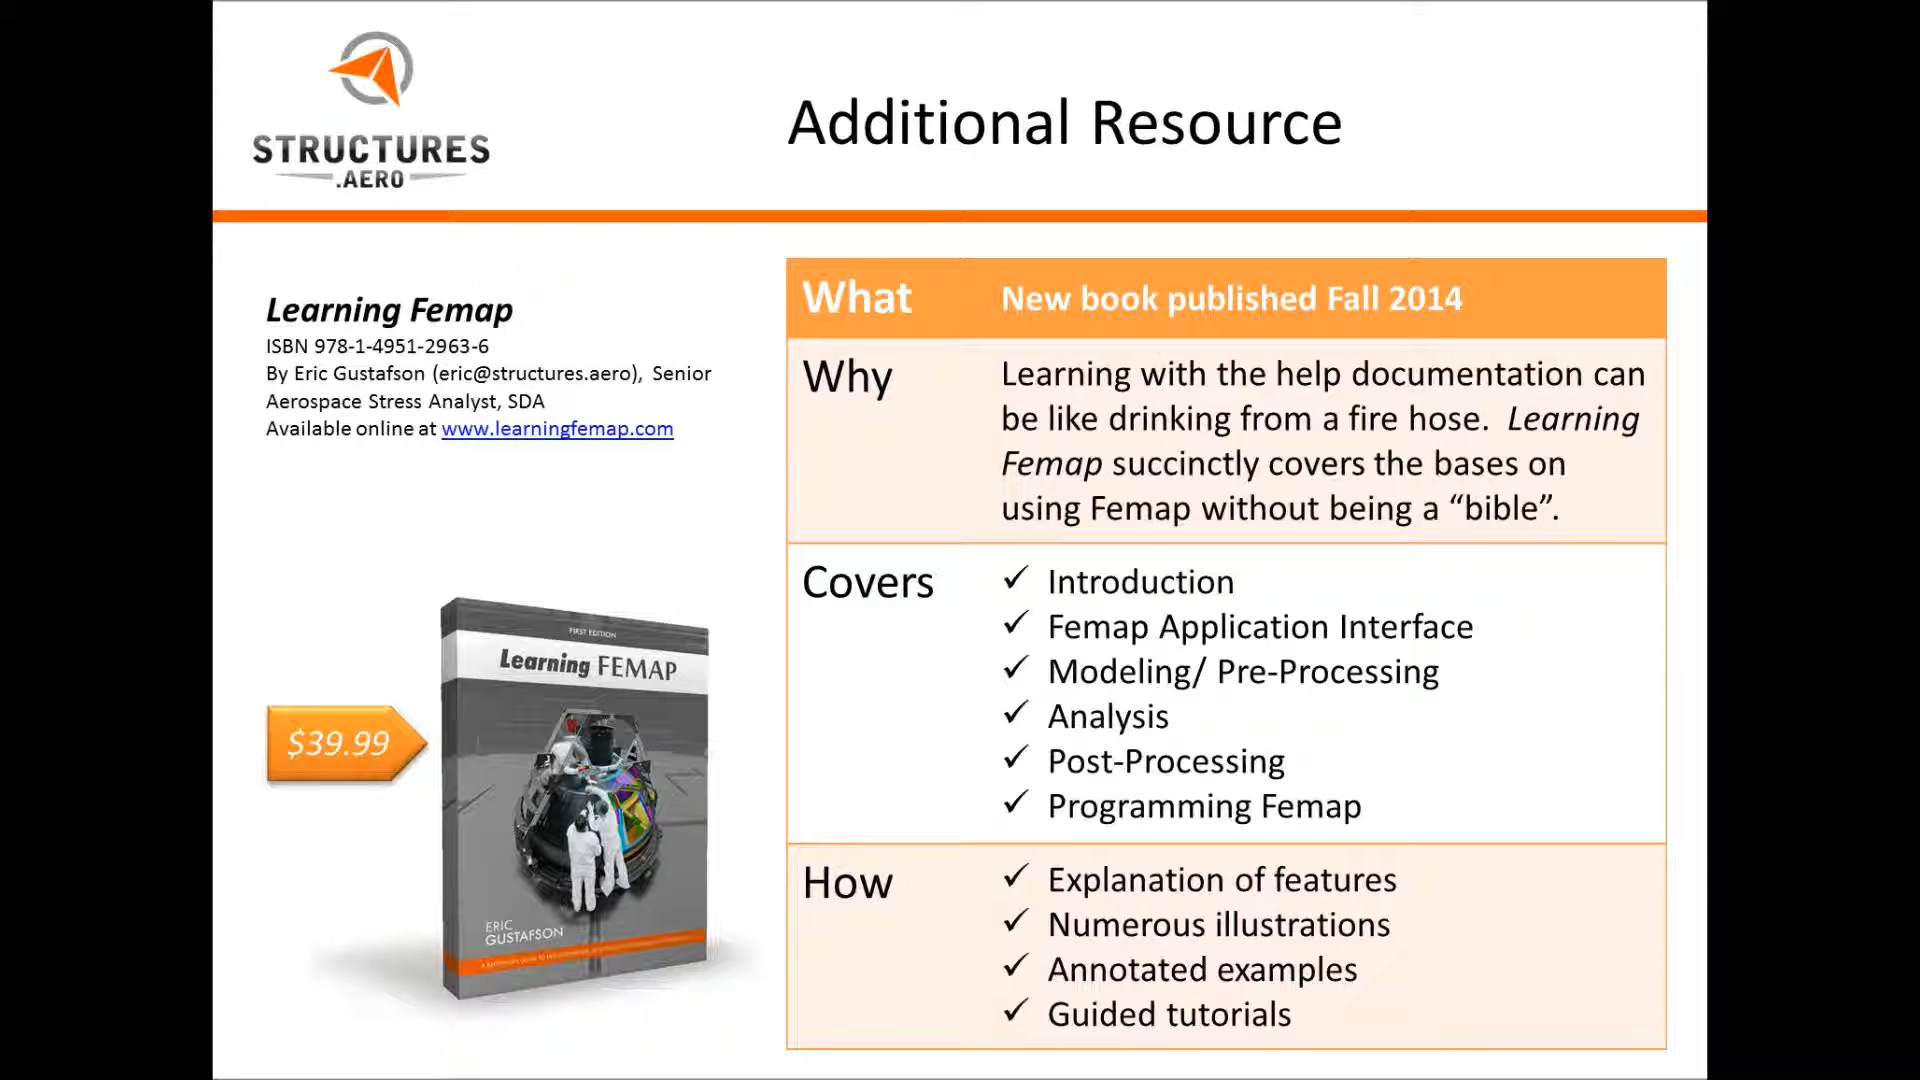 STRUCTURES
.AERO
Additional Resource
Learning Femap
ISBN 978-1-4951-2963-6
By Eric Gustafson (eric@structures.aero), Senior
Aerospace Stress Analyst, SDA
Available online at www.learningfemap.com
$39.99
FIRST EDITION
Learning FEMAP
ERIC
GUSTAFSON
What New book published Fall 2014
Why Learning with the help documentation can
be like drinking from a fire hose. Learning
Femap succinctly covers the bases on
using Femap without being a “bible”.
Covers ✓ Introduction
✓ Femap Application Interface
✓ Modeling/ Pre-Processing
✓ Analysis
✓ Post-Processing
✓ Programming Femap
How ✓ Explanation of features
✓ Numerous illustrations
✓ Annotated examples
✓ Guided tutorials